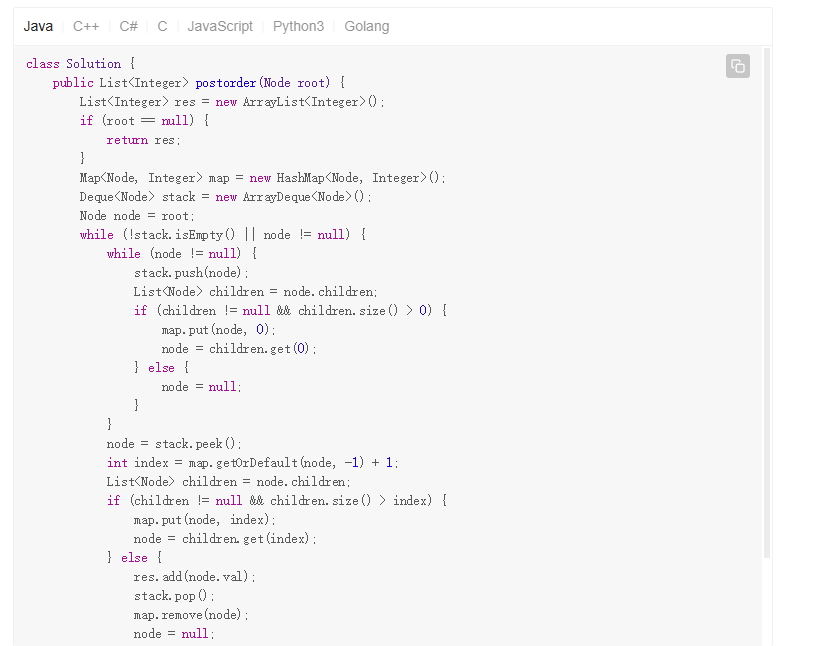 Java C++ C# C JavaScript Python3 Golang
class Solution {
    public List<Integer> postorder(Node root) {
        List<Integer> res = new ArrayList<Integer>();
        if (root == null) {
            return res;
        }
        Map<Node, Integer> map = new HashMap<Node, Integer>();
        Deque<Node> stack = new ArrayDeque<Node>();
        Node node = root;
        while (!stack.isEmpty() || node != null) {
            while (node != null) {
                stack.push(node);
                List<Node> children = node.children;
                if (children != null && children.size() > 0) {
                    map.put(node, 0);
                    node = children.get(0);
                } else {
                    node = null;
                }
            }
            node = stack.peek();
            int index = map.getOrDefault(node, -1) + 1;
            List<Node> children = node.children;
            if (children != null && children.size() > index) {
                map.put(node, index);
                node = children.get(index);
            } else {
                res.add(node.val);
                stack.pop();
                map.remove(node);
                node = null;